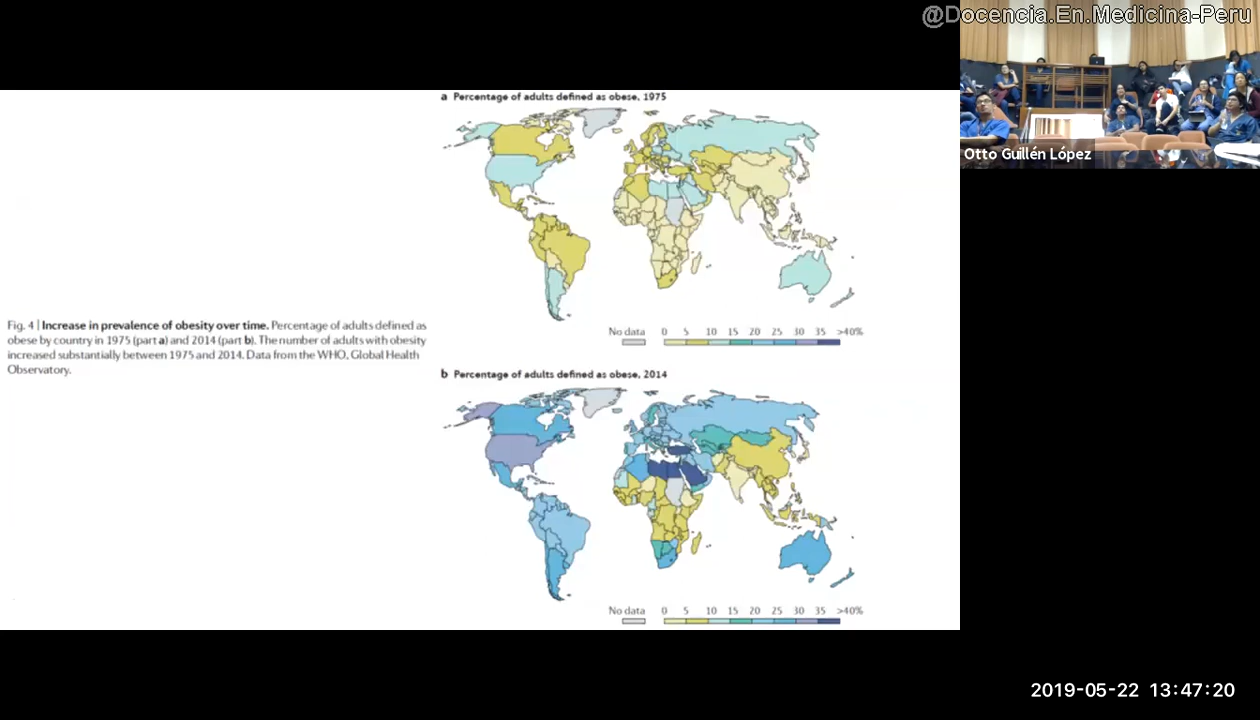 @Docencia.En.Medicina-Peru
Otto Guillén López
a Percentage of adults defined as obese, 1975
No data 0 5 10 15 20 25 30 35 >40%
Fig. 4 | Increase in prevalence of obesity over time. Percentage of adults defined as
obese by country in 1975 (part a) and 2014 (part b). The number of adults with obesity
increased substantially between 1975 and 2014. Data from the WHO, Global Health
Observatory.
b Percentage of adults defined as obese, 2014
No data 0 5 10 15 20 25 30 35 >40%
2019-05-22 13:47:20